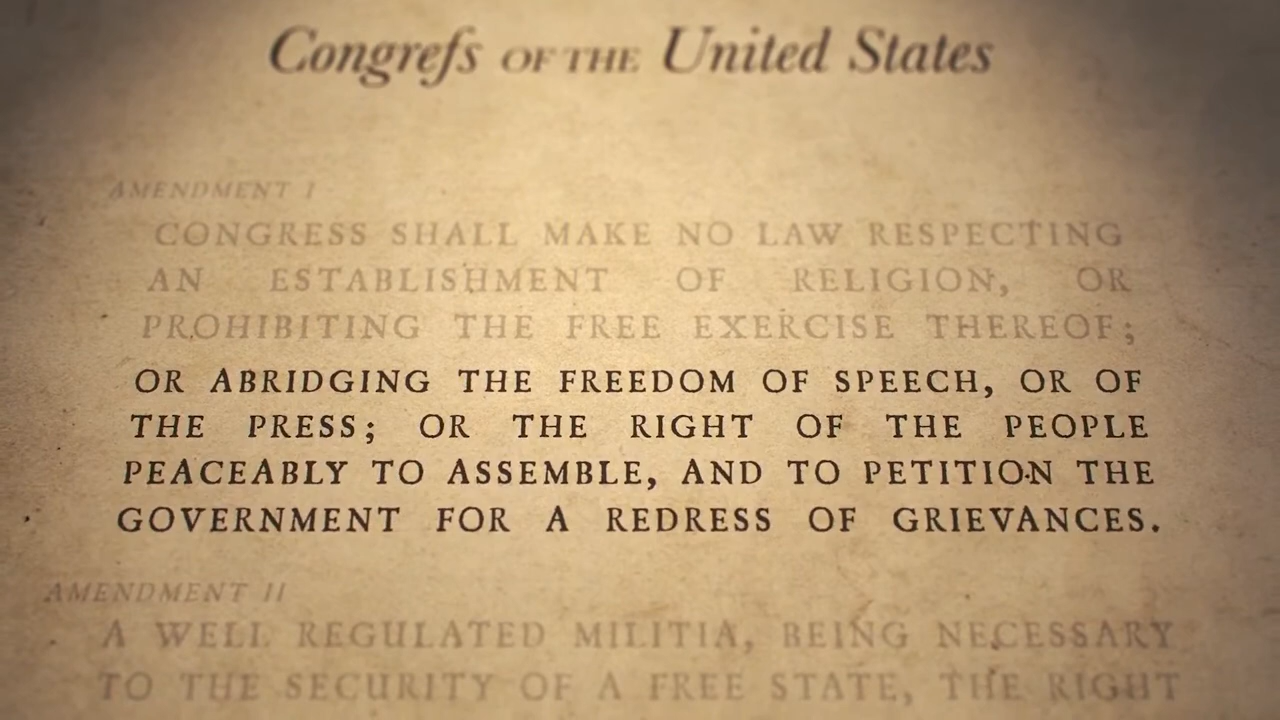 Congreſs OF THE United States
AMENDMENT I
CONGRESS SHALL MAKE NO LAW RESPECTING
AN ESTABLISHMENT OF RELIGION, OR
PROHIBITING THE FREE EXERCISE THEREOF;
OR ABRIDGING THE FREEDOM OF SPEECH, OR OF
THE PRESS; OR THE RIGHT OF THE PEOPLE
PEACEABLY TO ASSEMBLE, AND TO PETITION THE
GOVERNMENT FOR A REDRESS OF GRIEVANCES.
AMENDMENT II
A WELL REGULATED MILITIA, BEING NECESSARY
TO THE SECURITY OF A FREE STATE, THE RIGHT